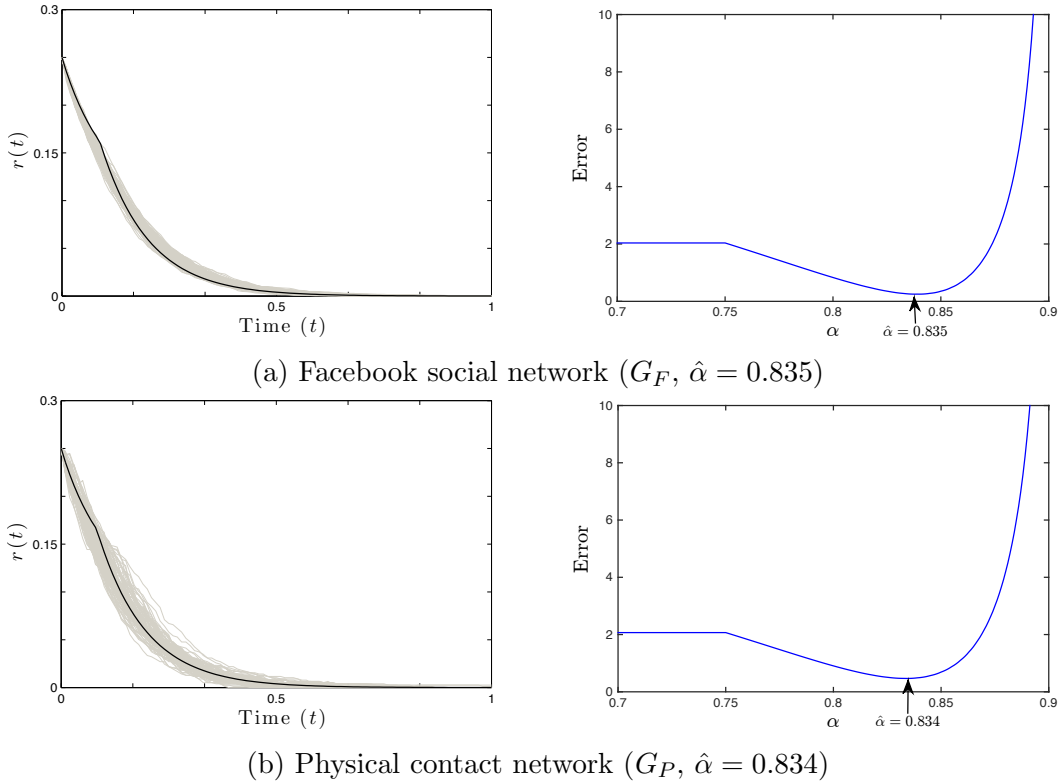 0.3
0.15
0
r(t)
0
0.5
1
Time (t)
10
8
6
4
2
0
Error
0.7
0.75
0.8
0.85
0.9
α
α̂ = 0.835
(a) Facebook social network (G_F, α̂ = 0.835)
0.3
0.15
0
r(t)
0
0.5
1
Time (t)
10
8
6
4
2
0
Error
0.7
0.75
0.8
0.85
0.9
α
α̂ = 0.834
(b) Physical contact network (G_P, α̂ = 0.834)